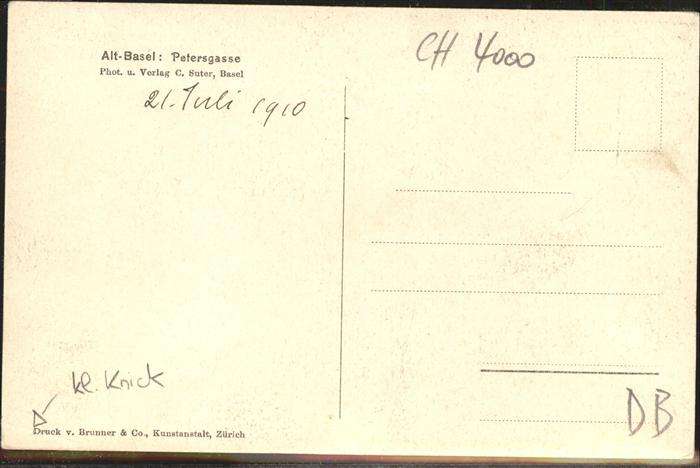 Alt-Basel: Petersgasse
Phot. u. Verlag C. Suter, Basel
21. Juli 1910
CH 4000
kl. Knick
Druck v. Brunner & Co., Kunstanstalt, Zürich
DB